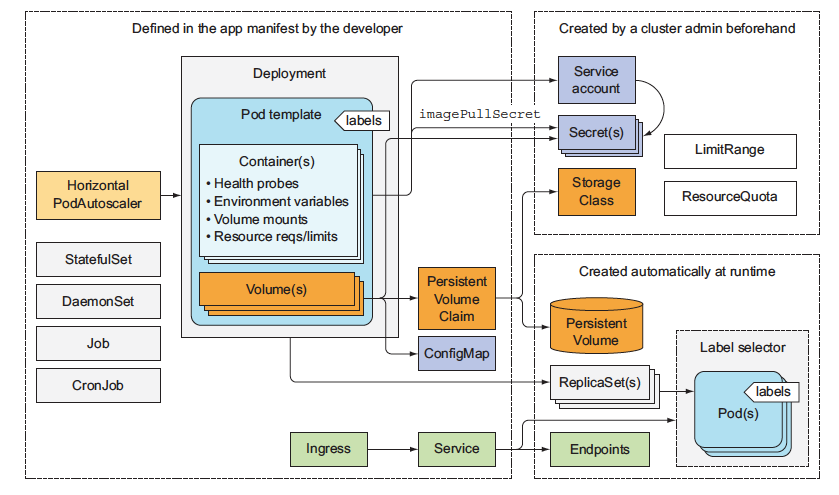 Defined in the app manifest by the developer
Created by a cluster admin beforehand
Deployment
Pod template
labels
Container(s)
• Health probes
• Environment variables
• Volume mounts
• Resource reqs/limits
Volume(s)
Horizontal
PodAutoscaler
StatefulSet
DaemonSet
Job
CronJob
imagePullSecret
Persistent
Volume
Claim
ConfigMap
Ingress
Service
Service
account
Secret(s)
Storage
Class
LimitRange
ResourceQuota
Created automatically at runtime
Persistent
Volume
ReplicaSet(s)
Endpoints
Label selector
labels
Pod(s)